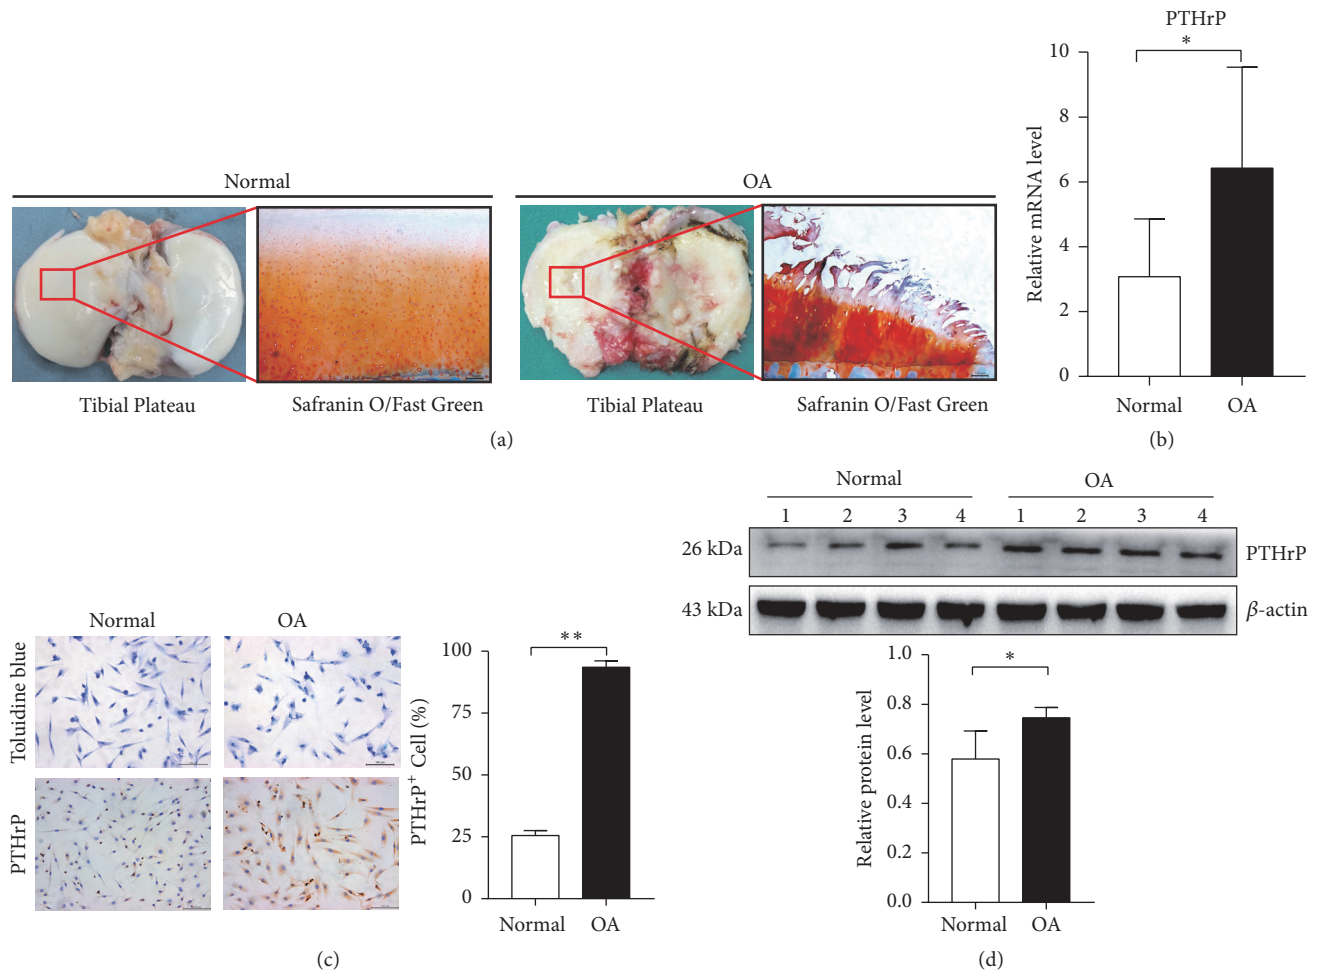 Normal
OA
Tibial Plateau
Safranin O/Fast Green
Tibial Plateau
Safranin O/Fast Green
(a)
PTHrP
*
Relative mRNA level
10
8
6
4
2
0
Normal
OA
(b)
Normal
OA
Toluidine blue
PTHrP
PTHrP⁺ Cell (%)
**
100
75
50
25
0
Normal
OA
(c)
Normal
OA
1 2 3 4 1 2 3 4
26 kDa
PTHrP
43 kDa
β-actin
Relative protein level
*
1.0
0.8
0.6
0.4
0.2
0.0
Normal
OA
(d)